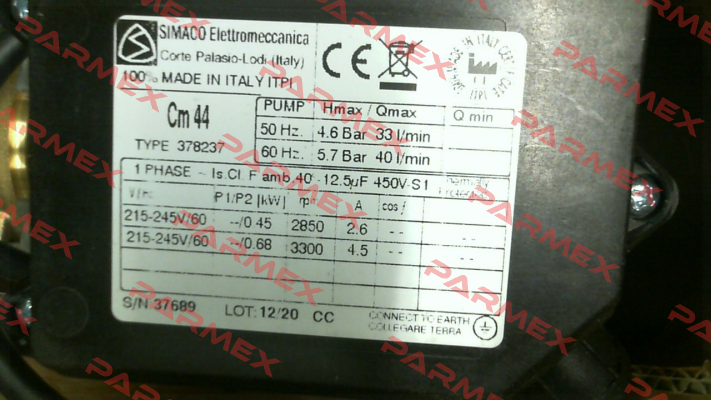 SIMACO Elettromeccanica
Corte Palasio-Lodi (Italy)
100% MADE IN ITALY ITPI
Cm 44
TYPE 378237
PUMP Hmax / Qmax Q min
50 Hz. 4.6 Bar 33 l/min
60 Hz. 5.7 Bar 40 l/min
1 PHASE ~ Is.Cl F amb.40° - 12.5µF 450V-S1
P1/P2 [kW] A cos
215-245V/60 --/0.45 2850 2.6 - -
215-245V/60 --/0.68 3300 4.5 - -
S/N 37689 LOT: 12/20 CC
CONNECT TO EARTH
COLLEGARE TERRA
PARMEX